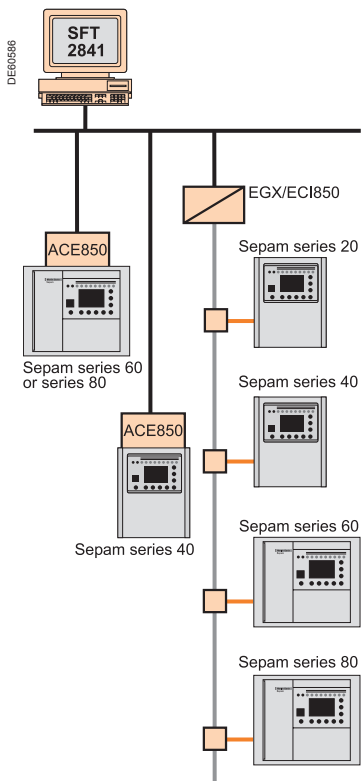 DE60586
SFT
2841
EGX/ECI850
ACE850
Sepam series 20
Sepam series 60
or series 80
Sepam series 40
ACE850
Sepam series 40
Sepam series 60
Sepam series 80